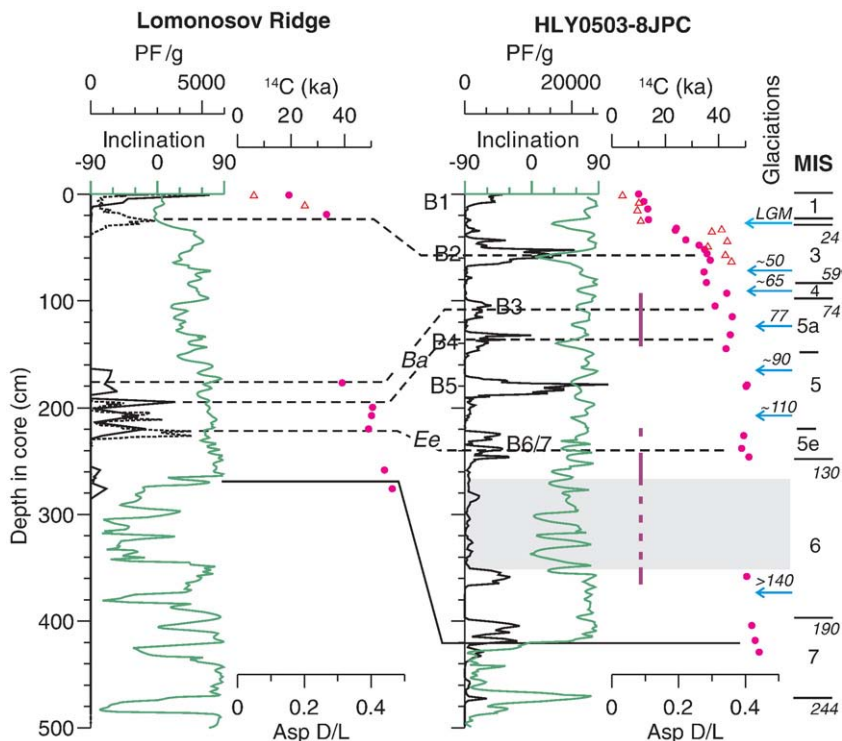 Lomonosov Ridge HLY0503-8JPC
PF/g PF/g
0 5000 ¹⁴C (ka) 0 20000 ¹⁴C (ka)
0 20 40 0 20 40
Inclination Inclination
-90 0 90 -90 0 90
Glaciations
MIS
Depth in core (cm)
0
100
200
300
400
500
B1
B2
B3
B4
B5
B6/7
Ba
Ee
LGM
~50
~65
77
~90
~110
>140
1
24
3
59
4
74
5a
5
5e
130
6
190
7
244
0 0.2 0.4 0 0.2 0.4
Asp D/L Asp D/L